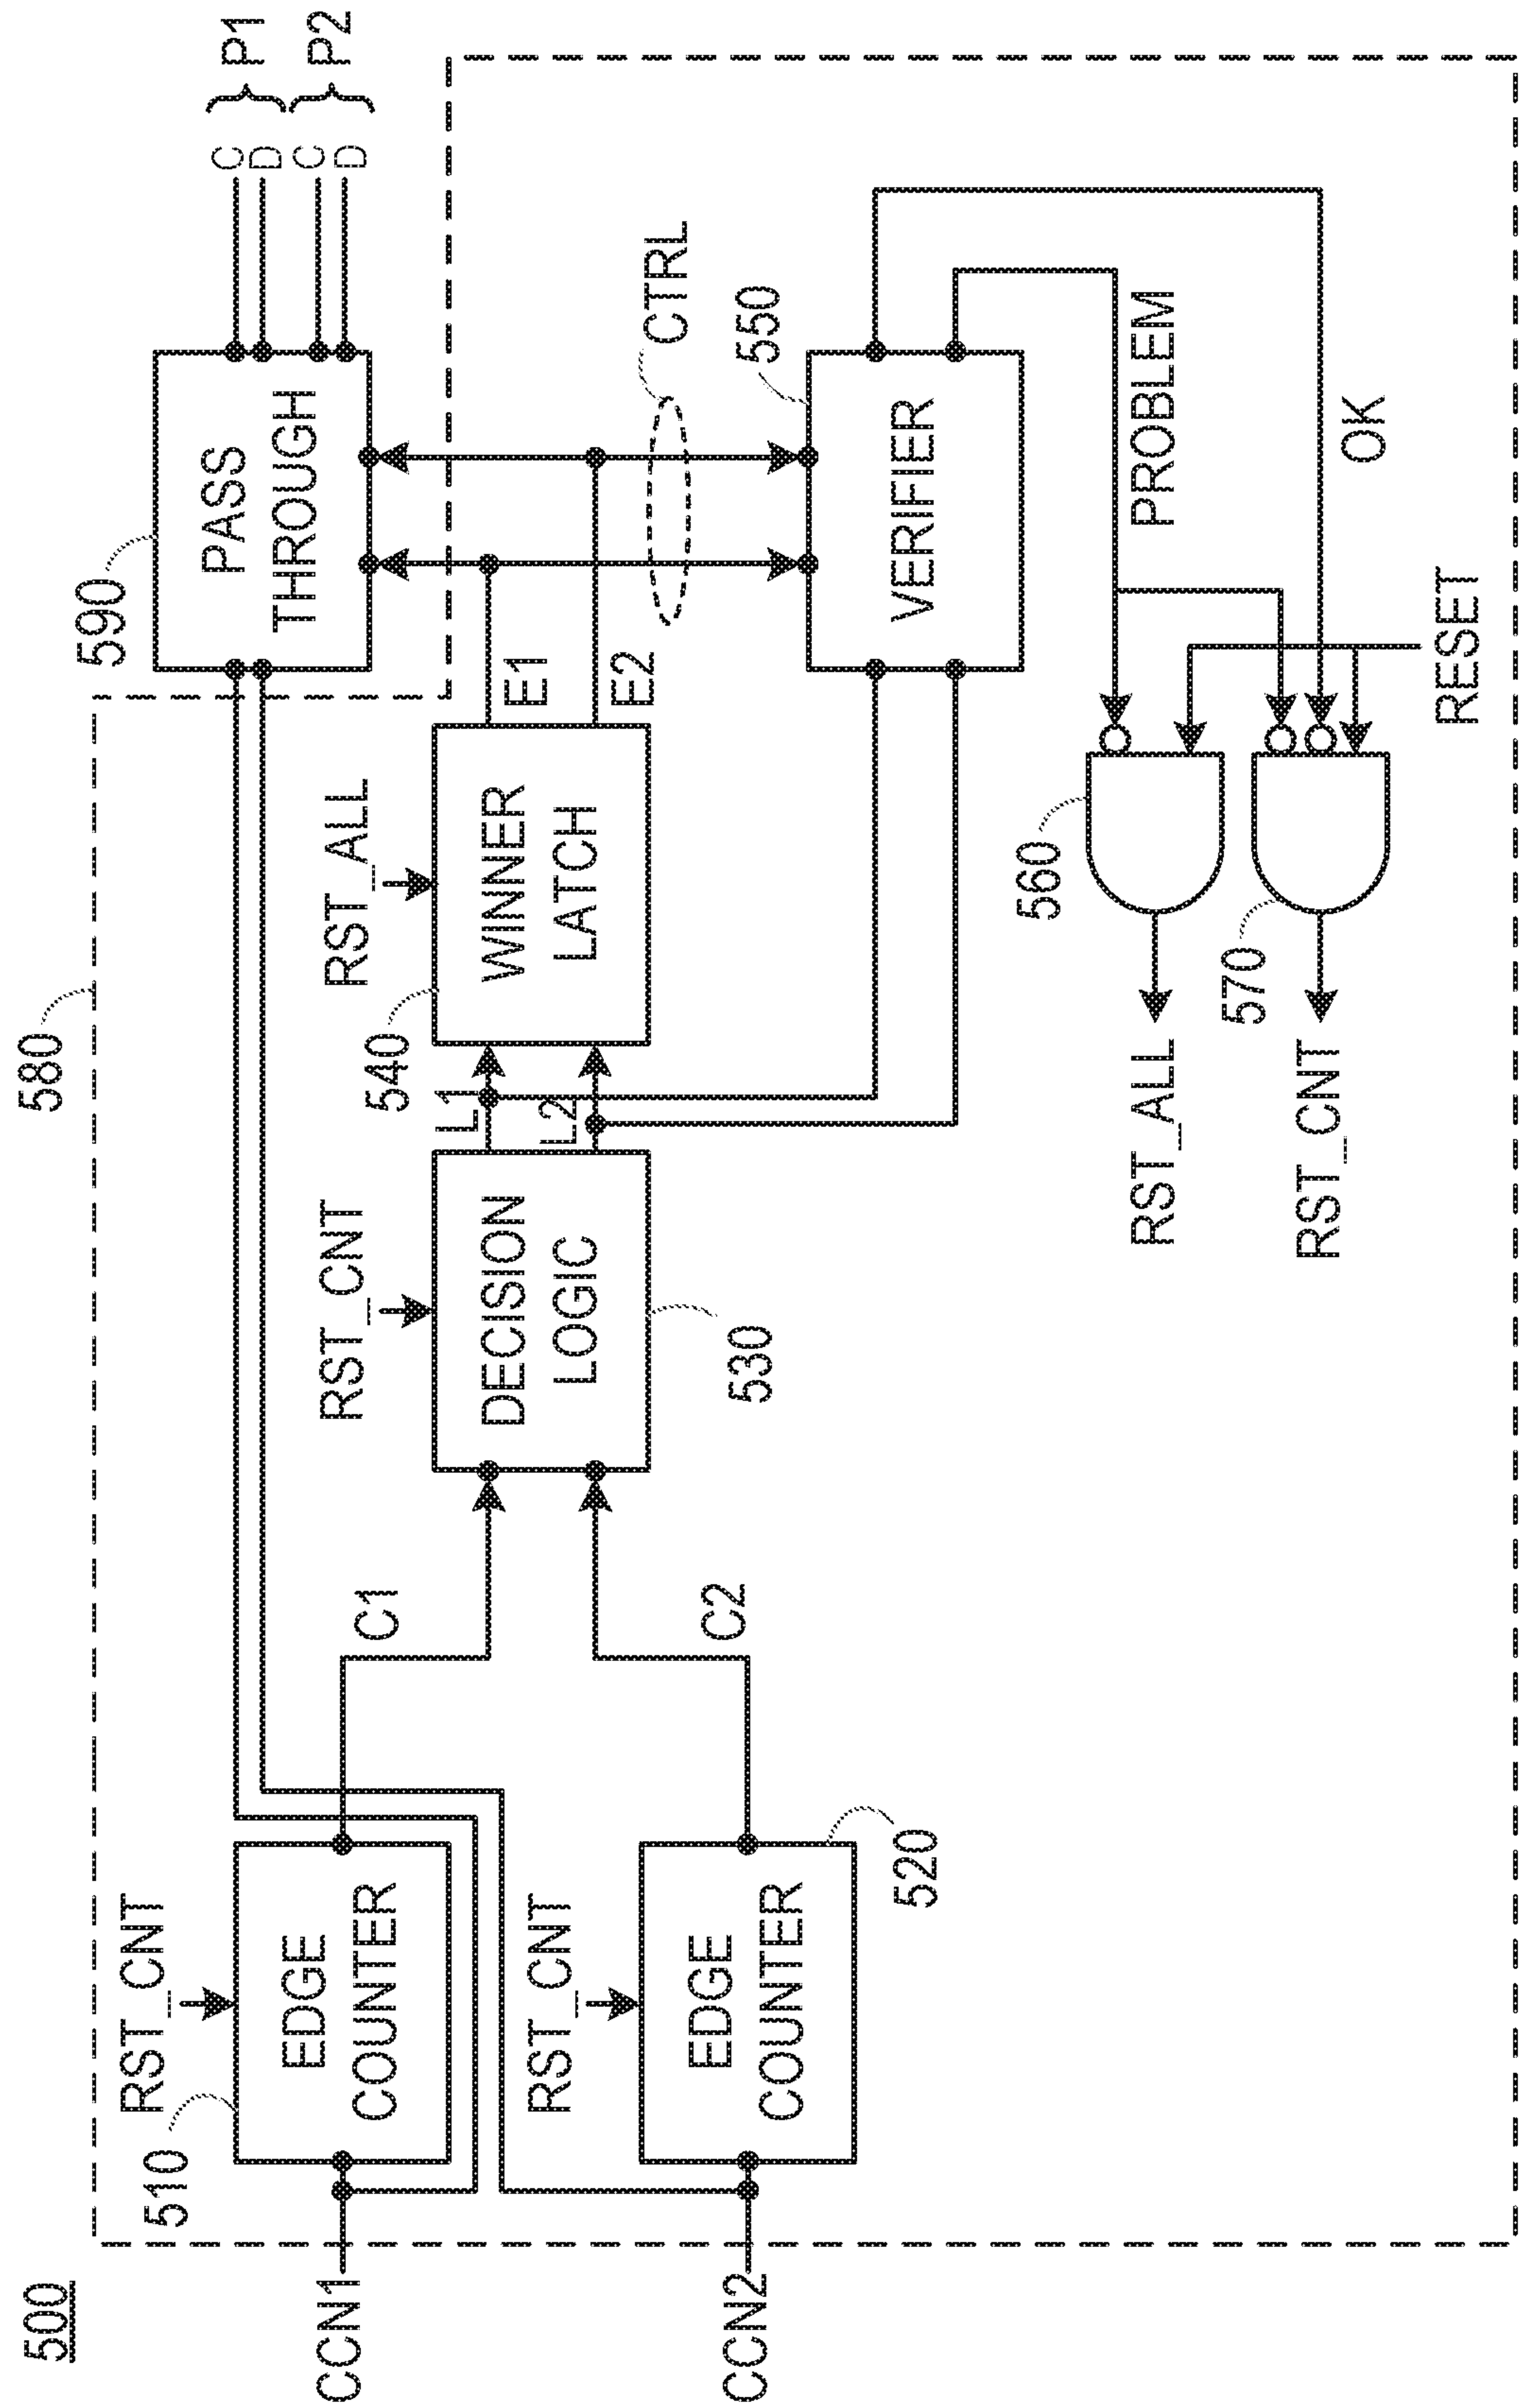 500
580
590
PASS
THROUGH
C
D
C
D
P1
P2
RST_CNT
510
EDGE
COUNTER
CCN1
C1
RST_CNT
DECISION
LOGIC
530
L1
L2
RST_ALL
540
WINNER
LATCH
E1
E2
CTRL
RST_CNT
EDGE
COUNTER
520
CCN2
C2
550
VERIFIER
PROBLEM
OK
RESET
560
RST_ALL
570
RST_CNT